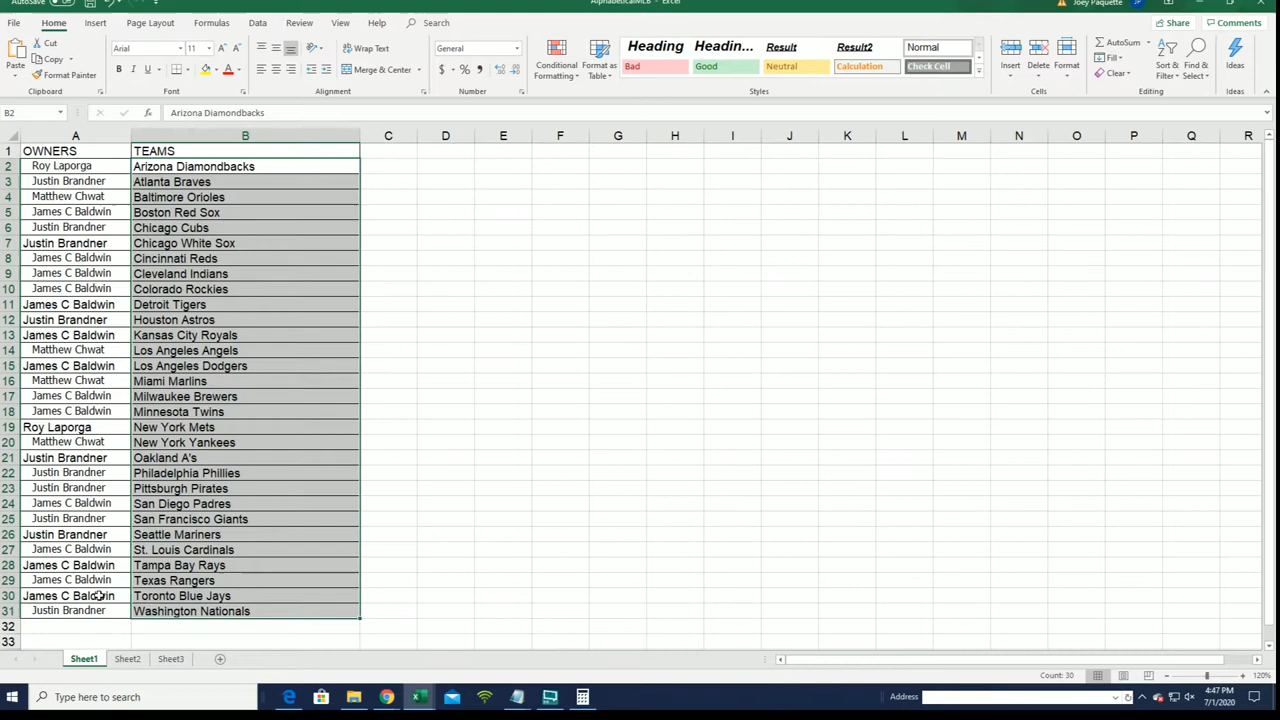 AutoSave
AlphabeticalMLB - Excel
Joey Paquette
JP
File Home Insert Page Layout Formulas Data Review View Help Search
Share Comments
Paste
Cut
Copy
Format Painter
Clipboard
Arial 11
B I U
Font
Wrap Text
Merge & Center
Alignment
General
$ % ,
Number
Conditional Formatting
Format as Table
Heading Headin... Result Result2 Normal
Bad Good Neutral Calculation Check Cell
Styles
Insert Delete Format
Cells
AutoSum
Fill
Clear
Sort & Filter
Find & Select
Editing
Ideas
Ideas
B2 fx Arizona Diamondbacks
A B C D E F G H I J K L M N O P Q R
1 OWNERS TEAMS
2 Roy Laporga Arizona Diamondbacks
3 Justin Brandner Atlanta Braves
4 Matthew Chwat Baltimore Orioles
5 James C Baldwin Boston Red Sox
6 Justin Brandner Chicago Cubs
7 Justin Brandner Chicago White Sox
8 James C Baldwin Cincinnati Reds
9 James C Baldwin Cleveland Indians
10 James C Baldwin Colorado Rockies
11 James C Baldwin Detroit Tigers
12 Justin Brandner Houston Astros
13 James C Baldwin Kansas City Royals
14 Matthew Chwat Los Angeles Angels
15 James C Baldwin Los Angeles Dodgers
16 Matthew Chwat Miami Marlins
17 James C Baldwin Milwaukee Brewers
18 James C Baldwin Minnesota Twins
19 Roy Laporga New York Mets
20 Matthew Chwat New York Yankees
21 Justin Brandner Oakland A's
22 Justin Brandner Philadelphia Phillies
23 Justin Brandner Pittsburgh Pirates
24 James C Baldwin San Diego Padres
25 Justin Brandner San Francisco Giants
26 Justin Brandner Seattle Mariners
27 James C Baldwin St. Louis Cardinals
28 James C Baldwin Tampa Bay Rays
29 James C Baldwin Texas Rangers
30 James C Baldwin Toronto Blue Jays
31 Justin Brandner Washington Nationals
32
33
Sheet1 Sheet2 Sheet3
Count: 30 120%
Type here to search
Address
4:47 PM
7/1/2020